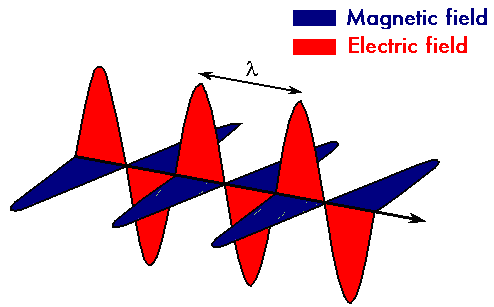 Magnetic field
Electric field
λ